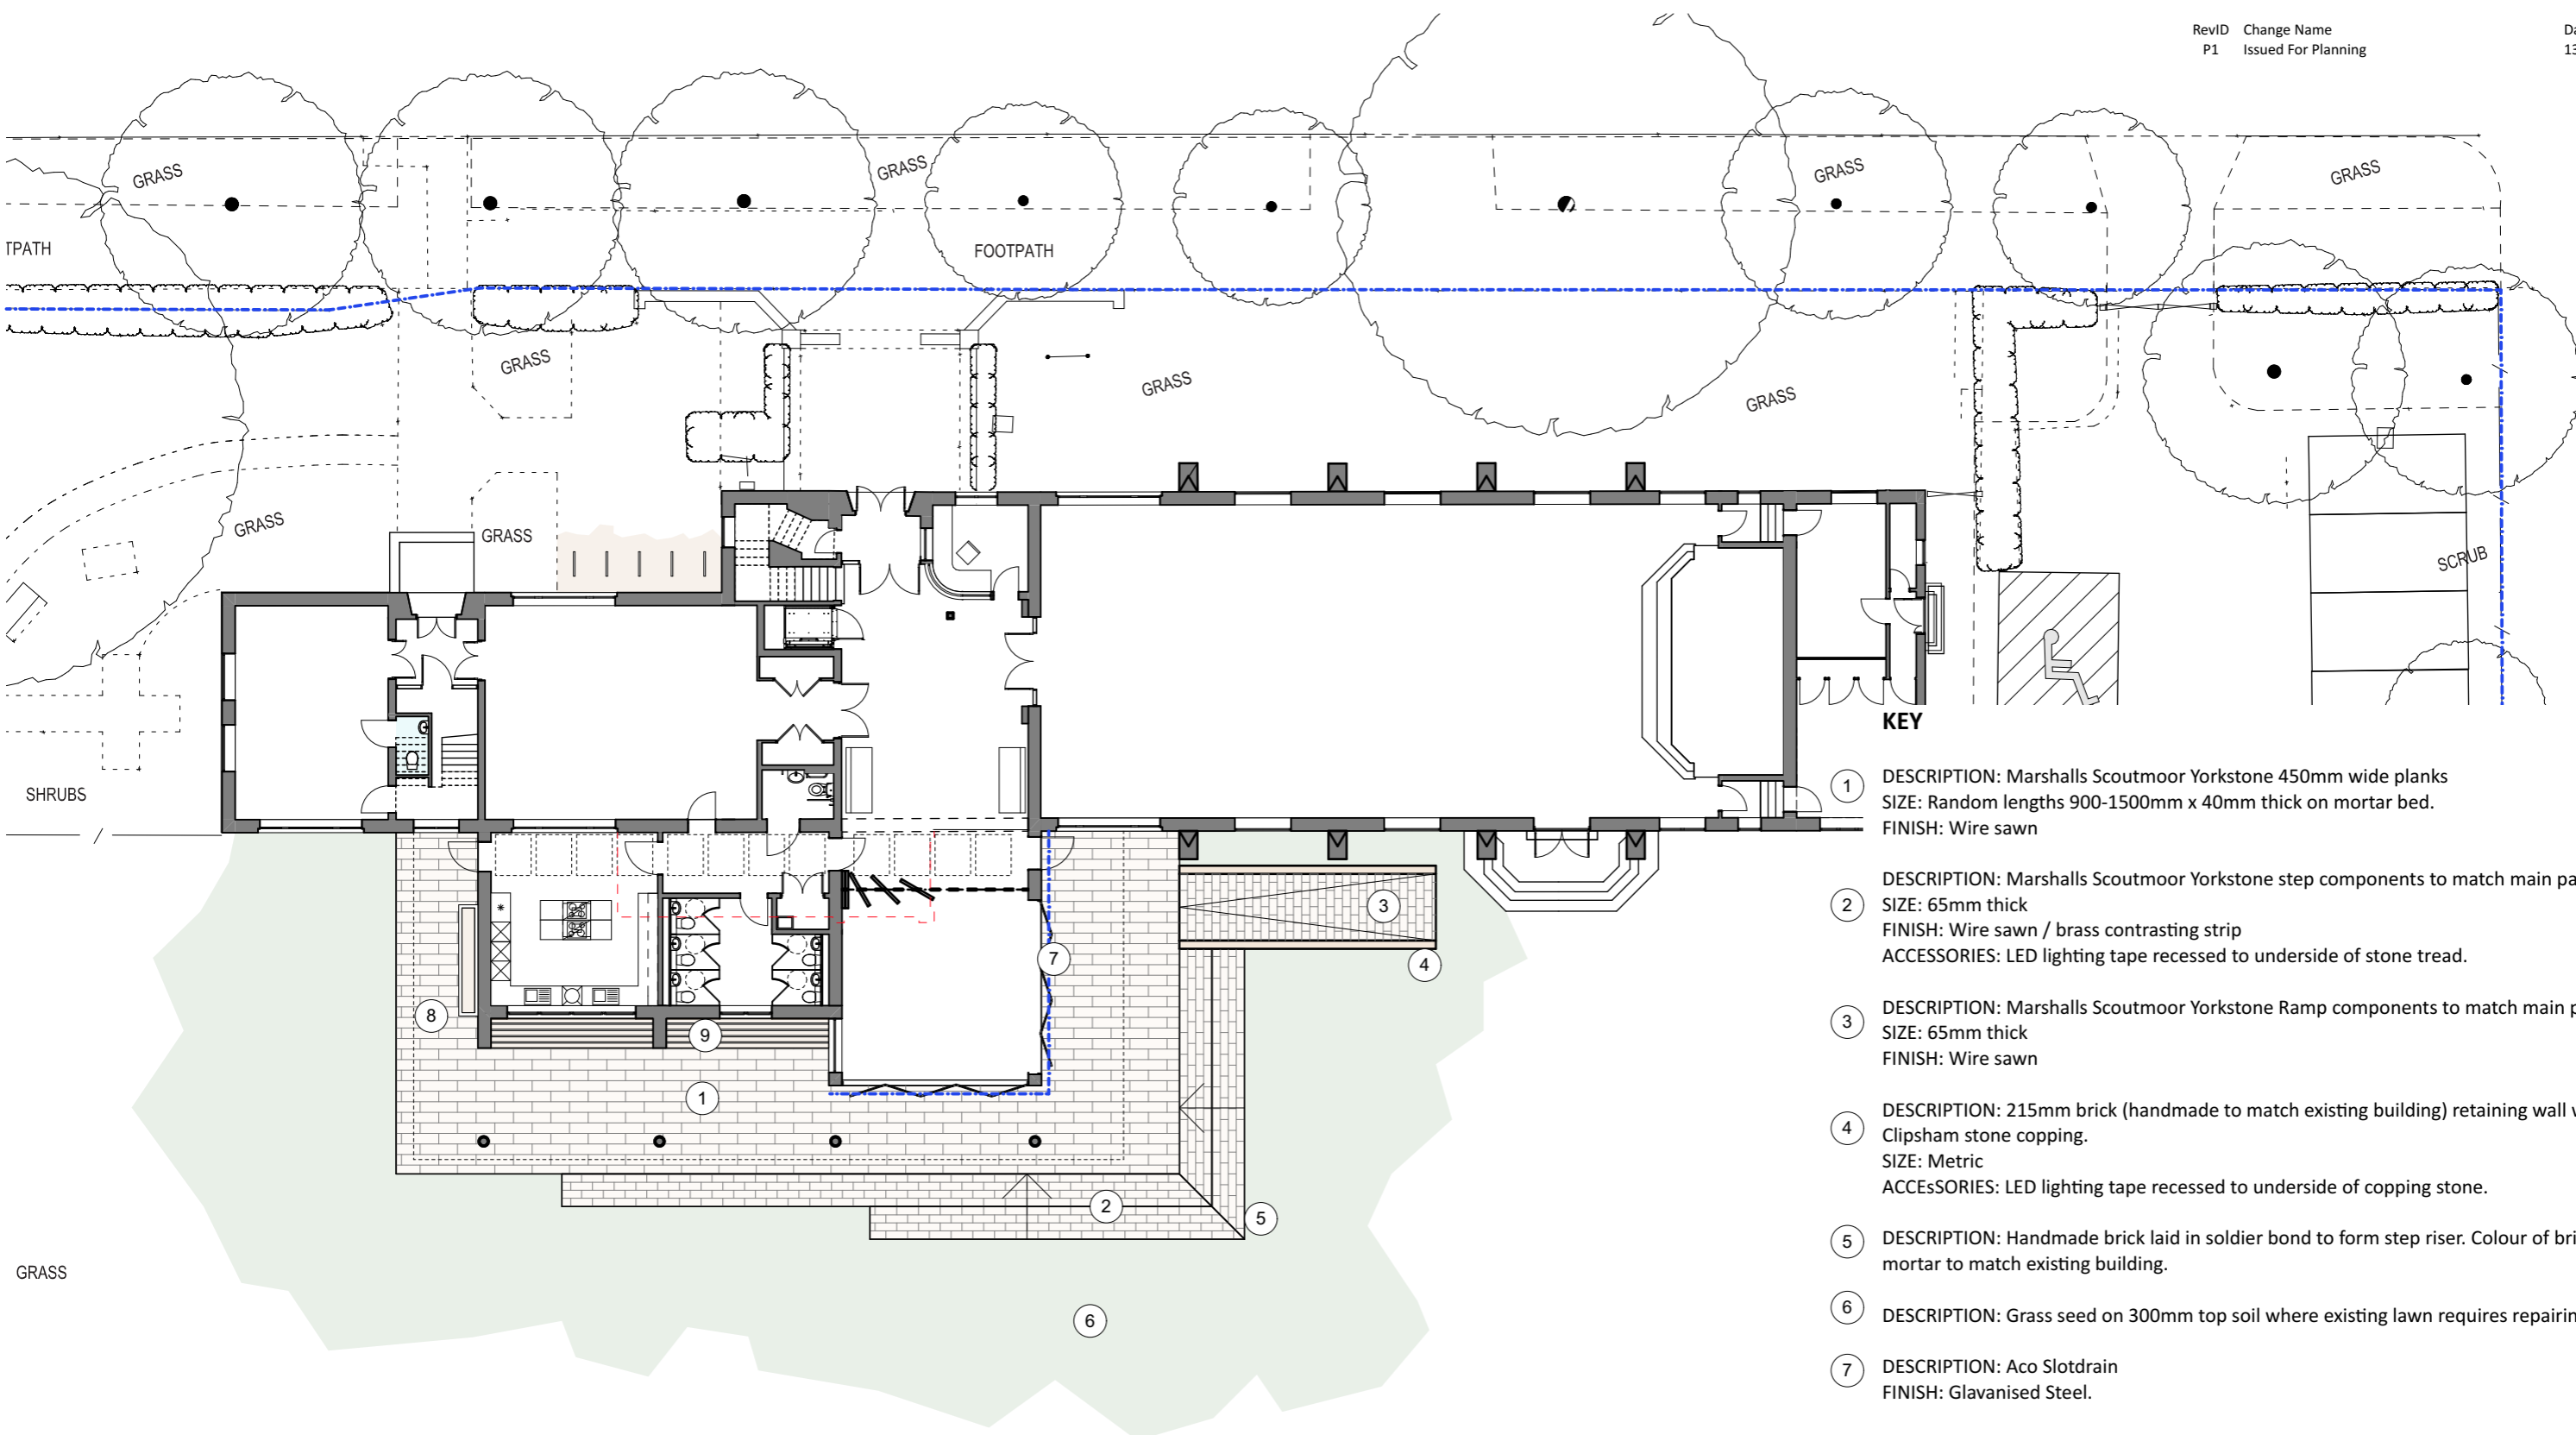 RevID Change Name
P1 Issued For Planning
GRASS
GRASS
GRASS
GRASS
TPATH
FOOTPATH
GRASS
GRASS
GRASS
GRASS
GRASS
SCRUB
SHRUBS
GRASS
1
2
3
4
5
6
7
8
9
KEY
1 DESCRIPTION: Marshalls Scoutmoor Yorkstone 450mm wide planks
SIZE: Random lengths 900-1500mm x 40mm thick on mortar bed.
FINISH: Wire sawn
2 DESCRIPTION: Marshalls Scoutmoor Yorkstone step components to match main pa
SIZE: 65mm thick
FINISH: Wire sawn / brass contrasting strip
ACCESSORIES: LED lighting tape recessed to underside of stone tread.
3 DESCRIPTION: Marshalls Scoutmoor Yorkstone Ramp components to match main p
SIZE: 65mm thick
FINISH: Wire sawn
4 DESCRIPTION: 215mm brick (handmade to match existing building) retaining wall
Clipsham stone copping.
SIZE: Metric
ACCEsSORIES: LED lighting tape recessed to underside of copping stone.
5 DESCRIPTION: Handmade brick laid in soldier bond to form step riser. Colour of bri
mortar to match existing building.
6 DESCRIPTION: Grass seed on 300mm top soil where existing lawn requires repairin
7 DESCRIPTION: Aco Slotdrain
FINISH: Glavanised Steel.